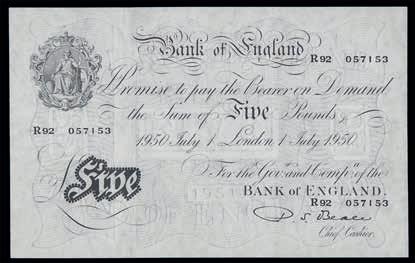 Bank of England
R92 057153
I Promise to pay the Bearer on Demand
the Sum of Five Pounds
R92 057153
1950 July 1 London 1 July 1950
For the Govr. and Compa. of the
Five
BANK OF ENGLAND.
R92 057153
P. S. Beale
Chief Cashier.